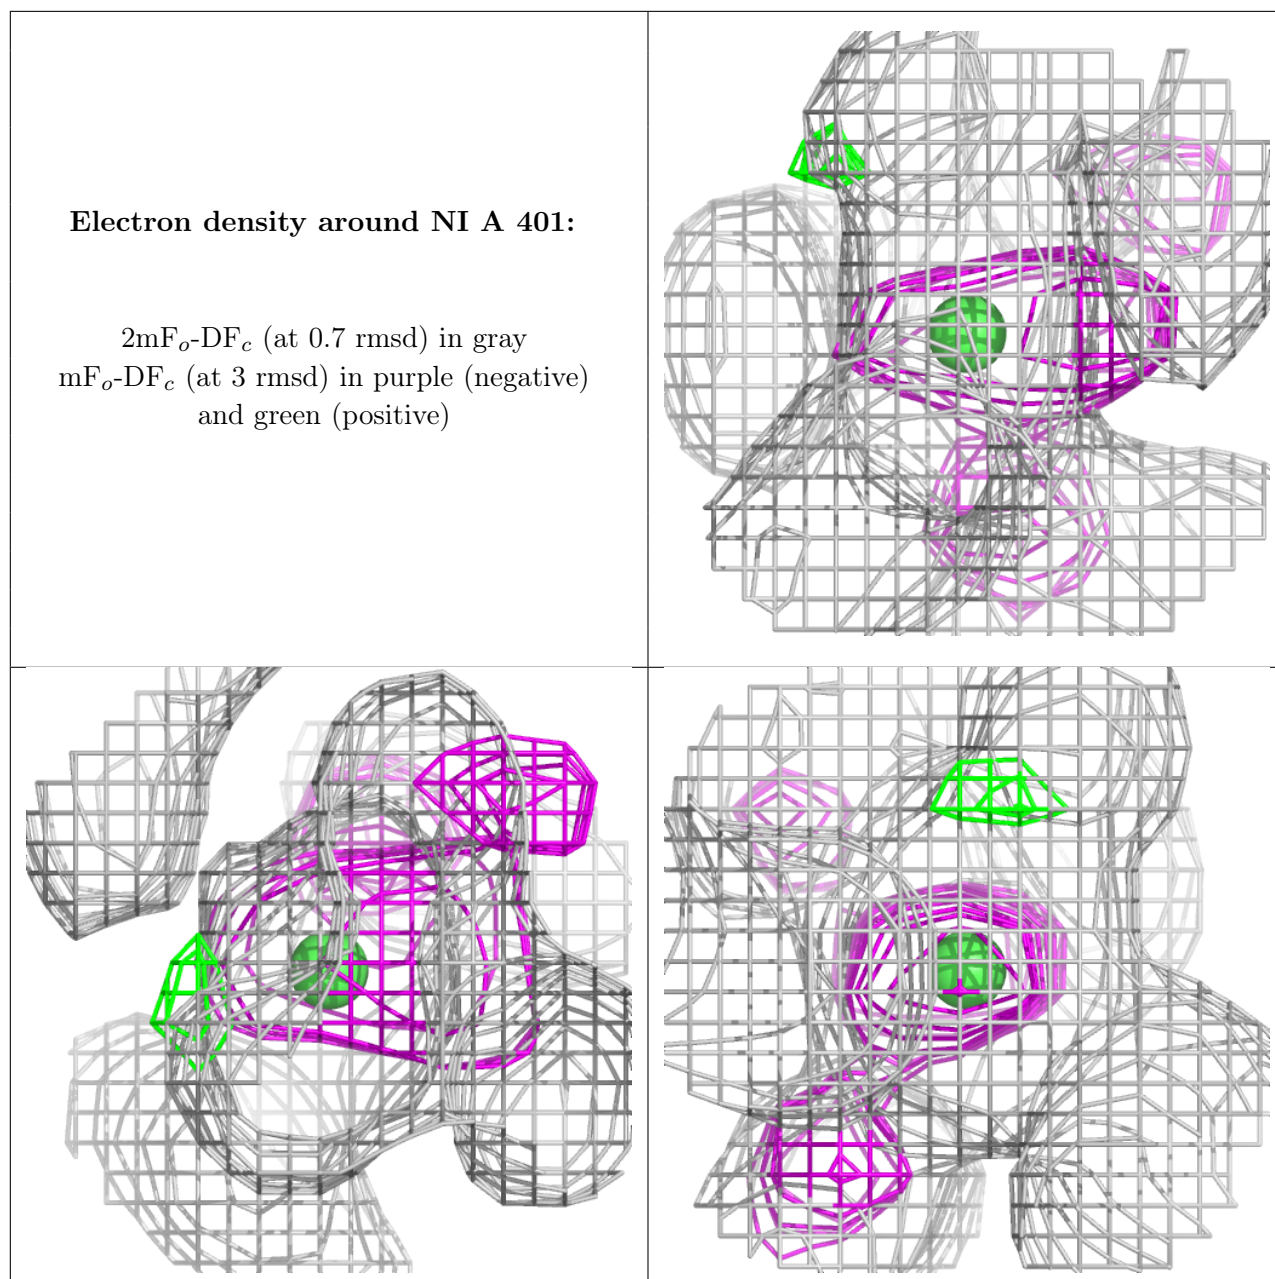 Electron density around NI A 401:
2mFo-DFc (at 0.7 rmsd) in gray
mFo-DFc (at 3 rmsd) in purple (negative)
and green (positive)